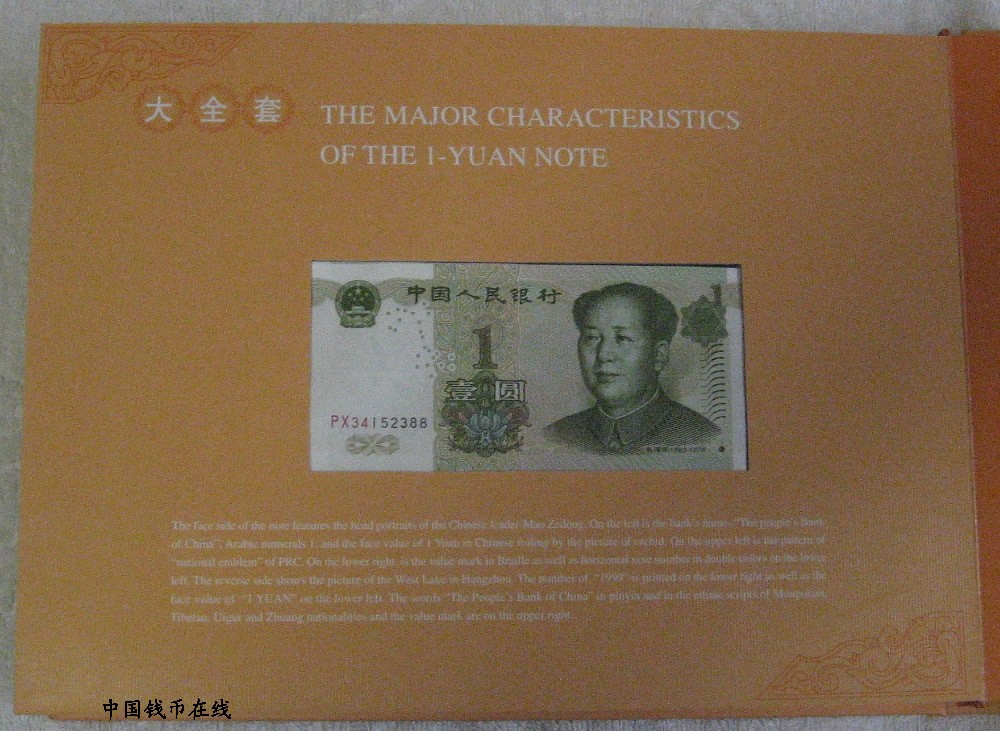 大全套
THE MAJOR CHARACTERISTICS
OF THE 1-YUAN NOTE
中国人民银行
1
1
壹圆
PX34152388
The face side of the note features the head portraits of the Chinese leader-Mao Zedong. On the left is the bank's name-"The people's Bank
of China", Arabic numerals 1, and the face value of 1 Yuan in Chinese foiling by the picture of orchid. On the upper left is the pattern of
"national emblem" of PRC. On the lower right, is the value mark in Braille as well as horizontal note number in double colors on the lower
left. The reverse side shows the picture of the West Lake in Hangzhou. The number of "1999" is printed on the lower right as well as the
face value of "1 YUAN" on the lower left. The words "The People's Bank of China" in pinyin and in the ethnic scripts of Mongolian,
Tibetan, Uigur and Zhuang nationalities and the value mark are on the upper right.
中国钱币在线